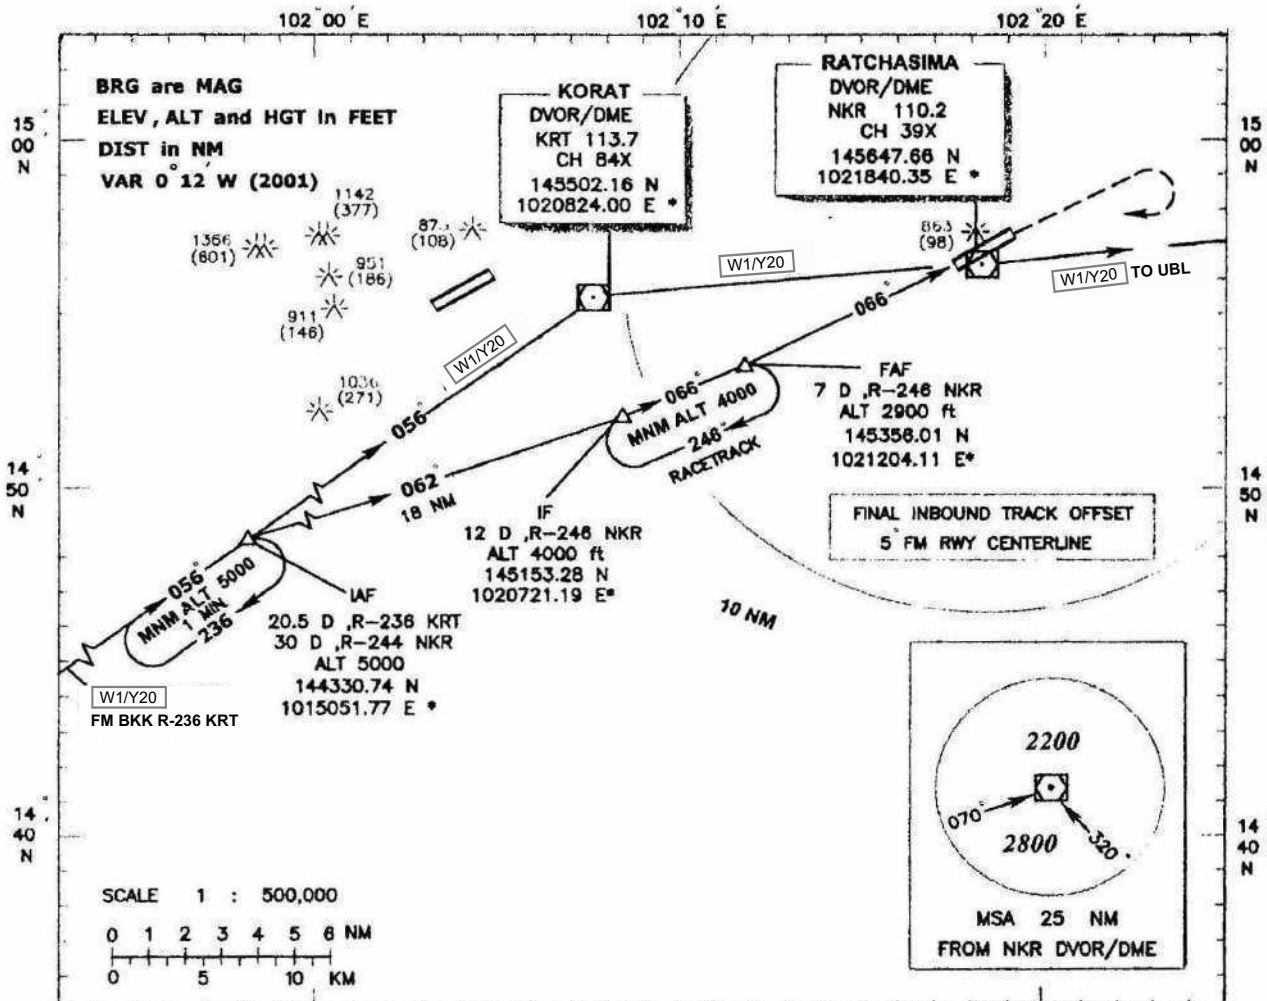 102°00' E
102°10' E
102°20' E
BRG are MAG
ELEV, ALT and HGT in FEET
DIST in NM
VAR 0°12' W (2001)
KORAT
DVOR/DME
KRT 113.7
CH 84X
145502.16 N
1020824.00 E *
RATCHASIMA
DVOR/DME
NKR 110.2
CH 39X
145647.66 N
1021840.35 E *
15°
00'
N
15°
00'
N
1142
(377)
1366
(601)
(108)
951
(186)
911
(146)
(271)
863
(98)
W1/Y20
W1/Y20 TO UBL
W1/Y20
056°
066°
066°
MNM ALT 4000
246°
RACETRACK
FAF
7 D ,R-246 NKR
ALT 2900 ft
145356.01 N
1021204.11 E*
062°
18 NM
14°
50'
N
14°
50'
N
IF
12 D ,R-246 NKR
ALT 4000 ft
145153.28 N
1020721.19 E*
FINAL INBOUND TRACK OFFSET
5° FM RWY CENTERLINE
056°
MNM ALT 5000
1 MIN
236
IAF
20.5 D ,R-236 KRT
30 D ,R-244 NKR
ALT 5000
144330.74 N
1015051.77 E *
10 NM
W1/Y20
FM BKK R-236 KRT
2200
070°
2800
320°
MSA 25 NM
FROM NKR DVOR/DME
14°
40'
N
14°
40'
N
SCALE 1 : 500,000
0 1 2 3 4 5 6 NM
0 5 10 KM